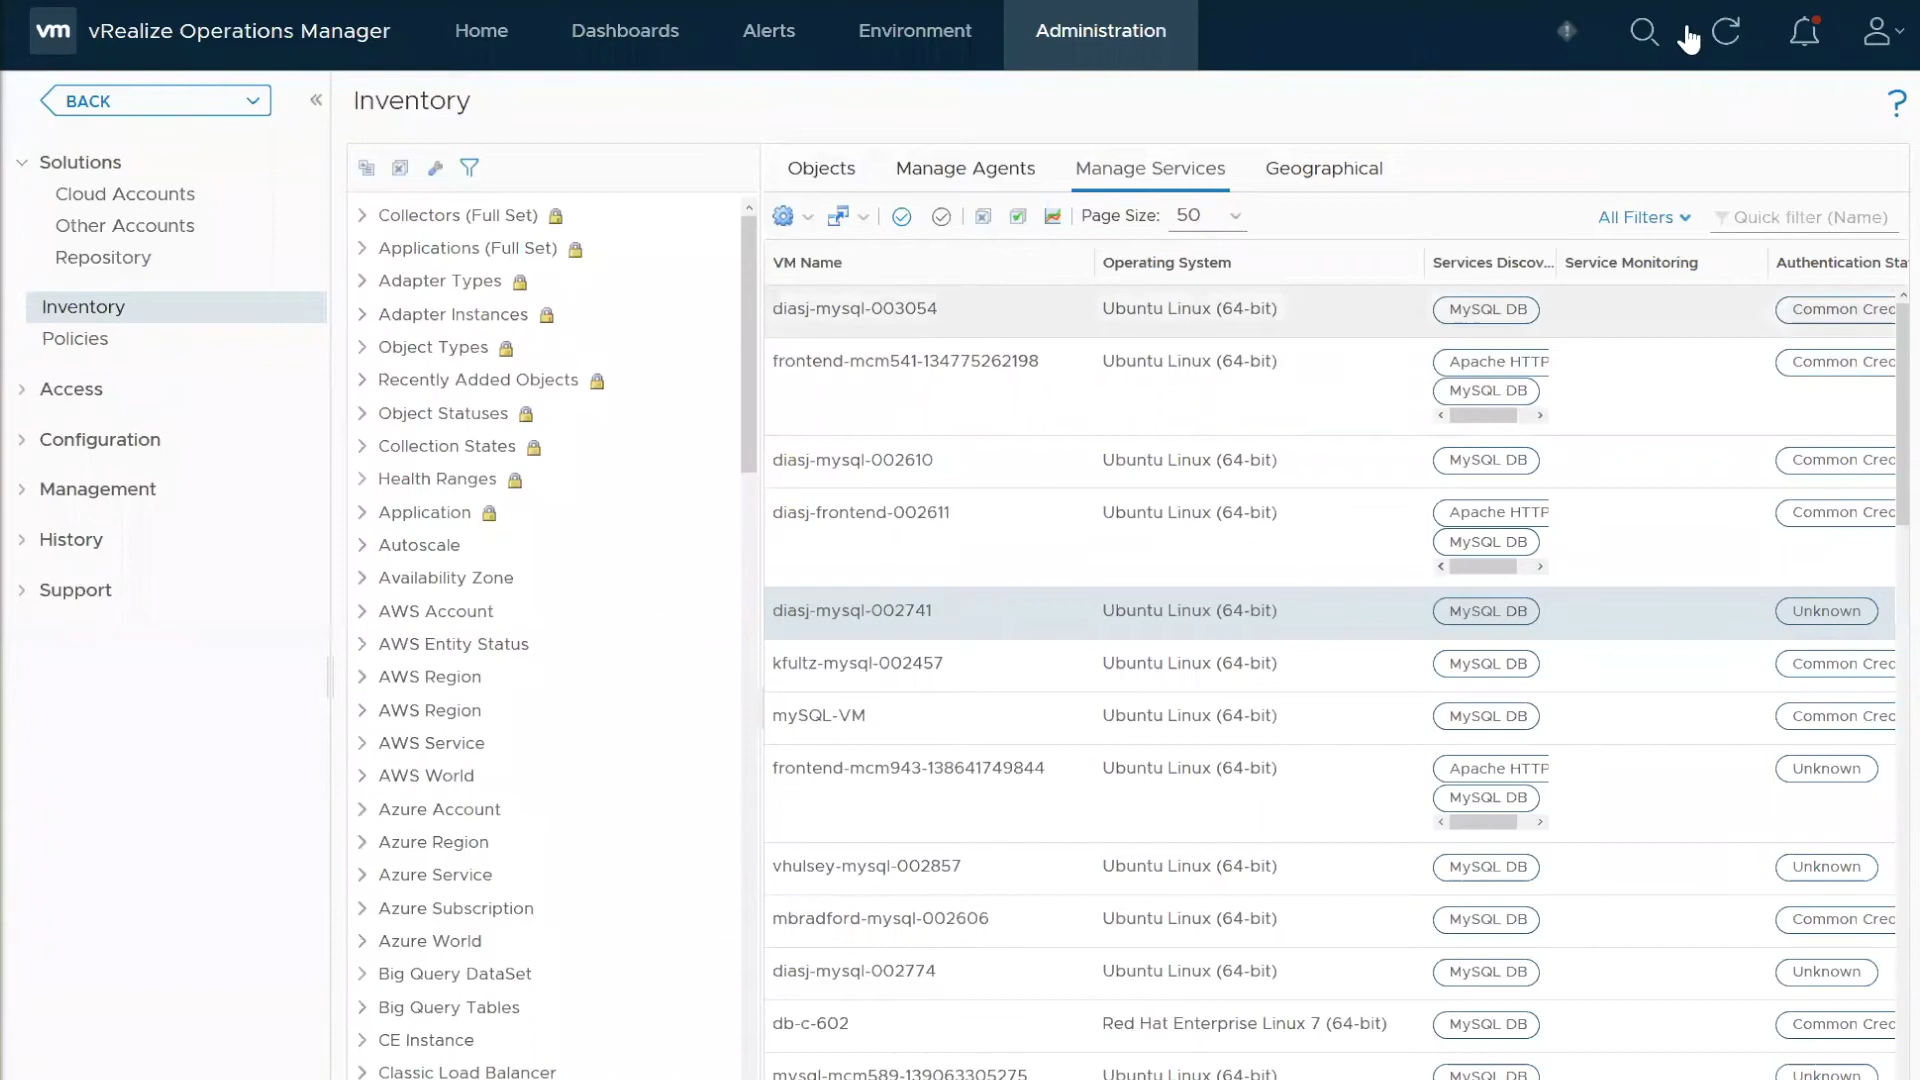 vm vRealize Operations Manager Home Dashboards Alerts Environment Administration
BACK
Solutions
Cloud Accounts
Other Accounts
Repository
Inventory
Policies
Access
Configuration
Management
History
Support
Inventory
?
Collectors (Full Set)
Applications (Full Set)
Adapter Types
Adapter Instances
Object Types
Recently Added Objects
Object Statuses
Collection States
Health Ranges
Application
Autoscale
Availability Zone
AWS Account
AWS Entity Status
AWS Region
AWS Region
AWS Service
AWS World
Azure Account
Azure Region
Azure Service
Azure Subscription
Azure World
Big Query DataSet
Big Query Tables
CE Instance
Classic Load Balancer
Objects Manage Agents Manage Services Geographical
Page Size: 50 All Filters Quick filter (Name)
VM Name Operating System Services Discov... Service Monitoring Authentication Sta
diasj-mysql-003054 Ubuntu Linux (64-bit) MySQL DB Common Cred
frontend-mcm541-134775262198 Ubuntu Linux (64-bit) Apache HTTP Common Cred
MySQL DB
diasj-mysql-002610 Ubuntu Linux (64-bit) MySQL DB Common Cred
diasj-frontend-002611 Ubuntu Linux (64-bit) Apache HTTP Common Cred
MySQL DB
diasj-mysql-002741 Ubuntu Linux (64-bit) MySQL DB Unknown
kfultz-mysql-002457 Ubuntu Linux (64-bit) MySQL DB Common Cred
mySQL-VM Ubuntu Linux (64-bit) MySQL DB Common Cred
frontend-mcm943-138641749844 Ubuntu Linux (64-bit) Apache HTTP Unknown
MySQL DB
vhulsey-mysql-002857 Ubuntu Linux (64-bit) MySQL DB Unknown
mbradford-mysql-002606 Ubuntu Linux (64-bit) MySQL DB Common Cred
diasj-mysql-002774 Ubuntu Linux (64-bit) MySQL DB Unknown
db-c-602 Red Hat Enterprise Linux 7 (64-bit) MySQL DB Common Cred
mysql-mcm589-139063305275 Ubuntu Linux (64-bit) MySQL DB Unknown